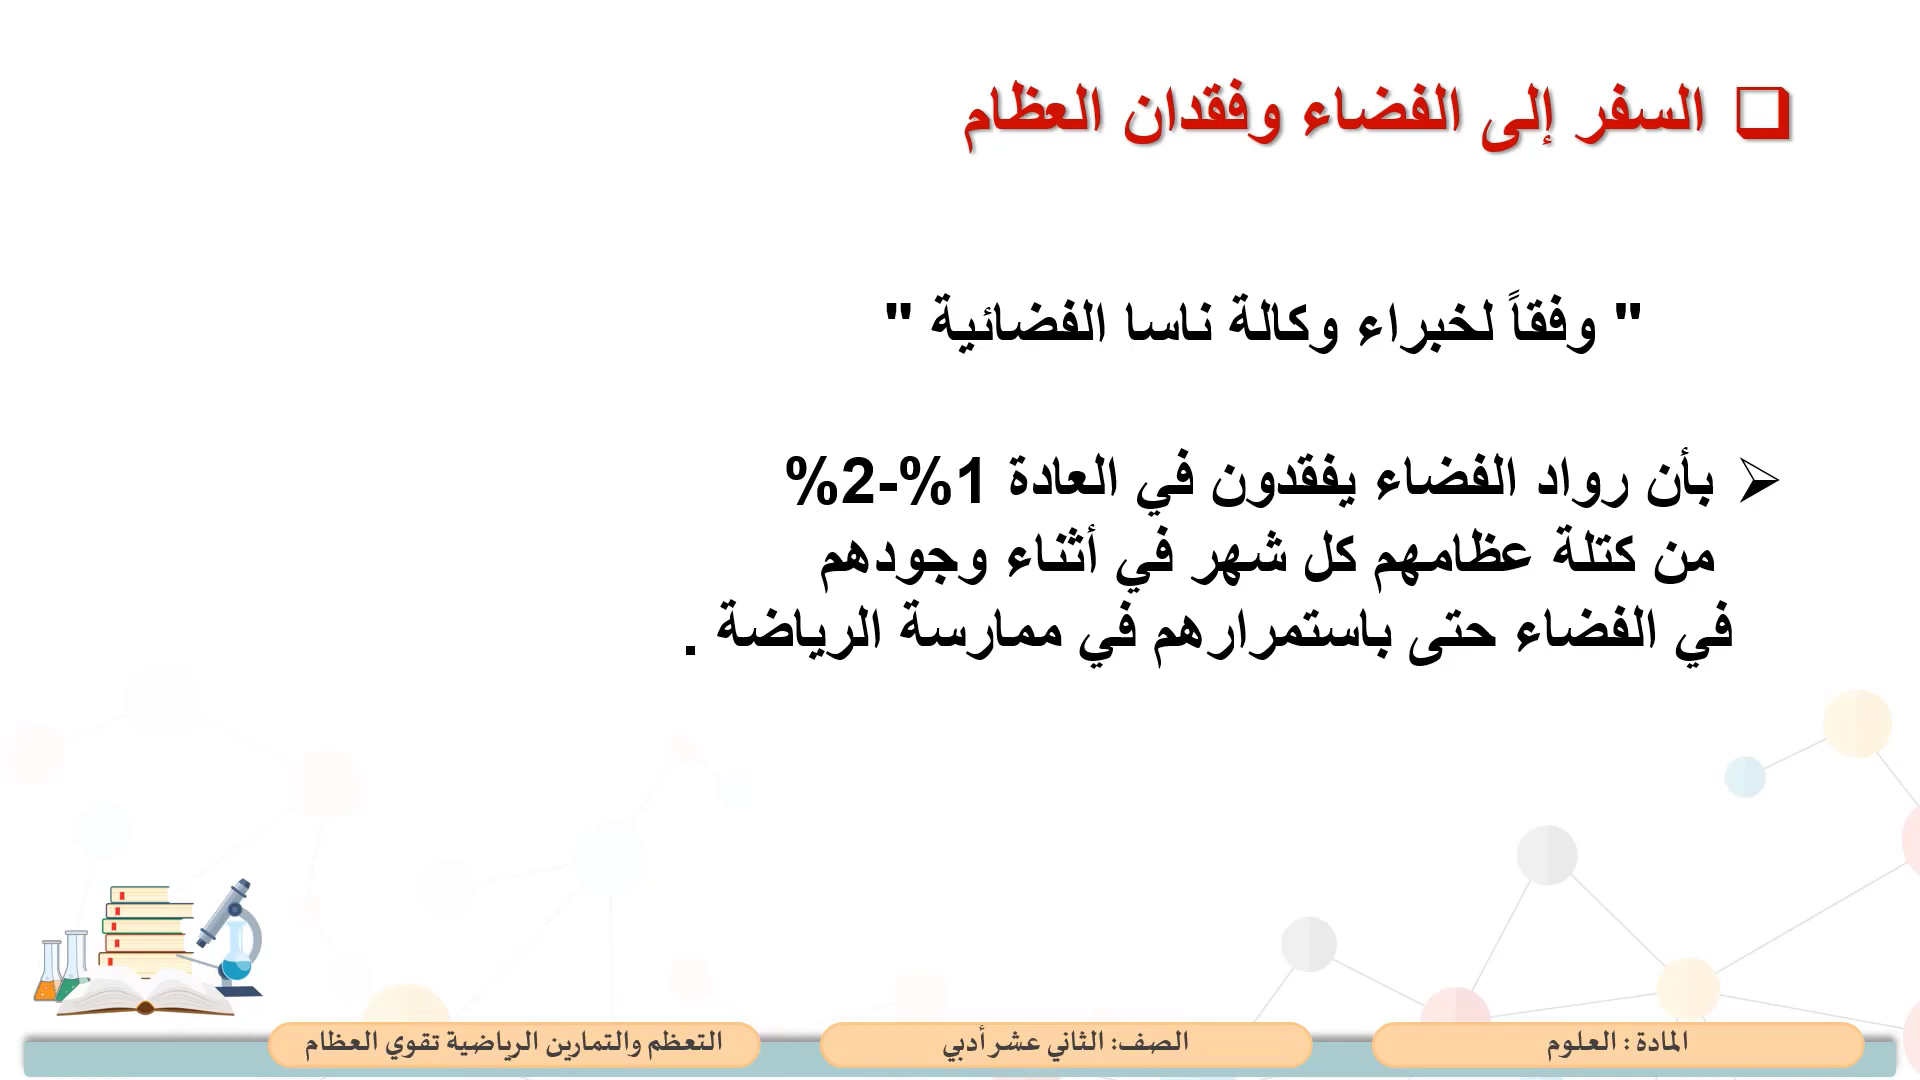 السفر إلى الفضاء وفقدان العظام
" وفقاً لخبراء وكالة ناسا الفضائية "
بأن رواد الفضاء يفقدون في العادة 1%-2%
من كتلة عظامهم كل شهر في أثناء وجودهم
في الفضاء حتى باستمرارهم في ممارسة الرياضة .
المادة : العلوم
الصف: الثاني عشر أدبي
التعظم والتمارين الرياضية تقوي العظام